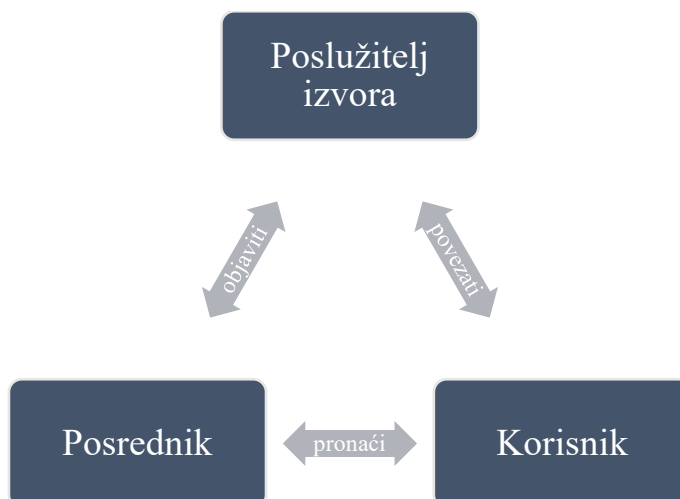 Poslužitelj
izvora
objaviti
povezati
Posrednik
pronaći
Korisnik